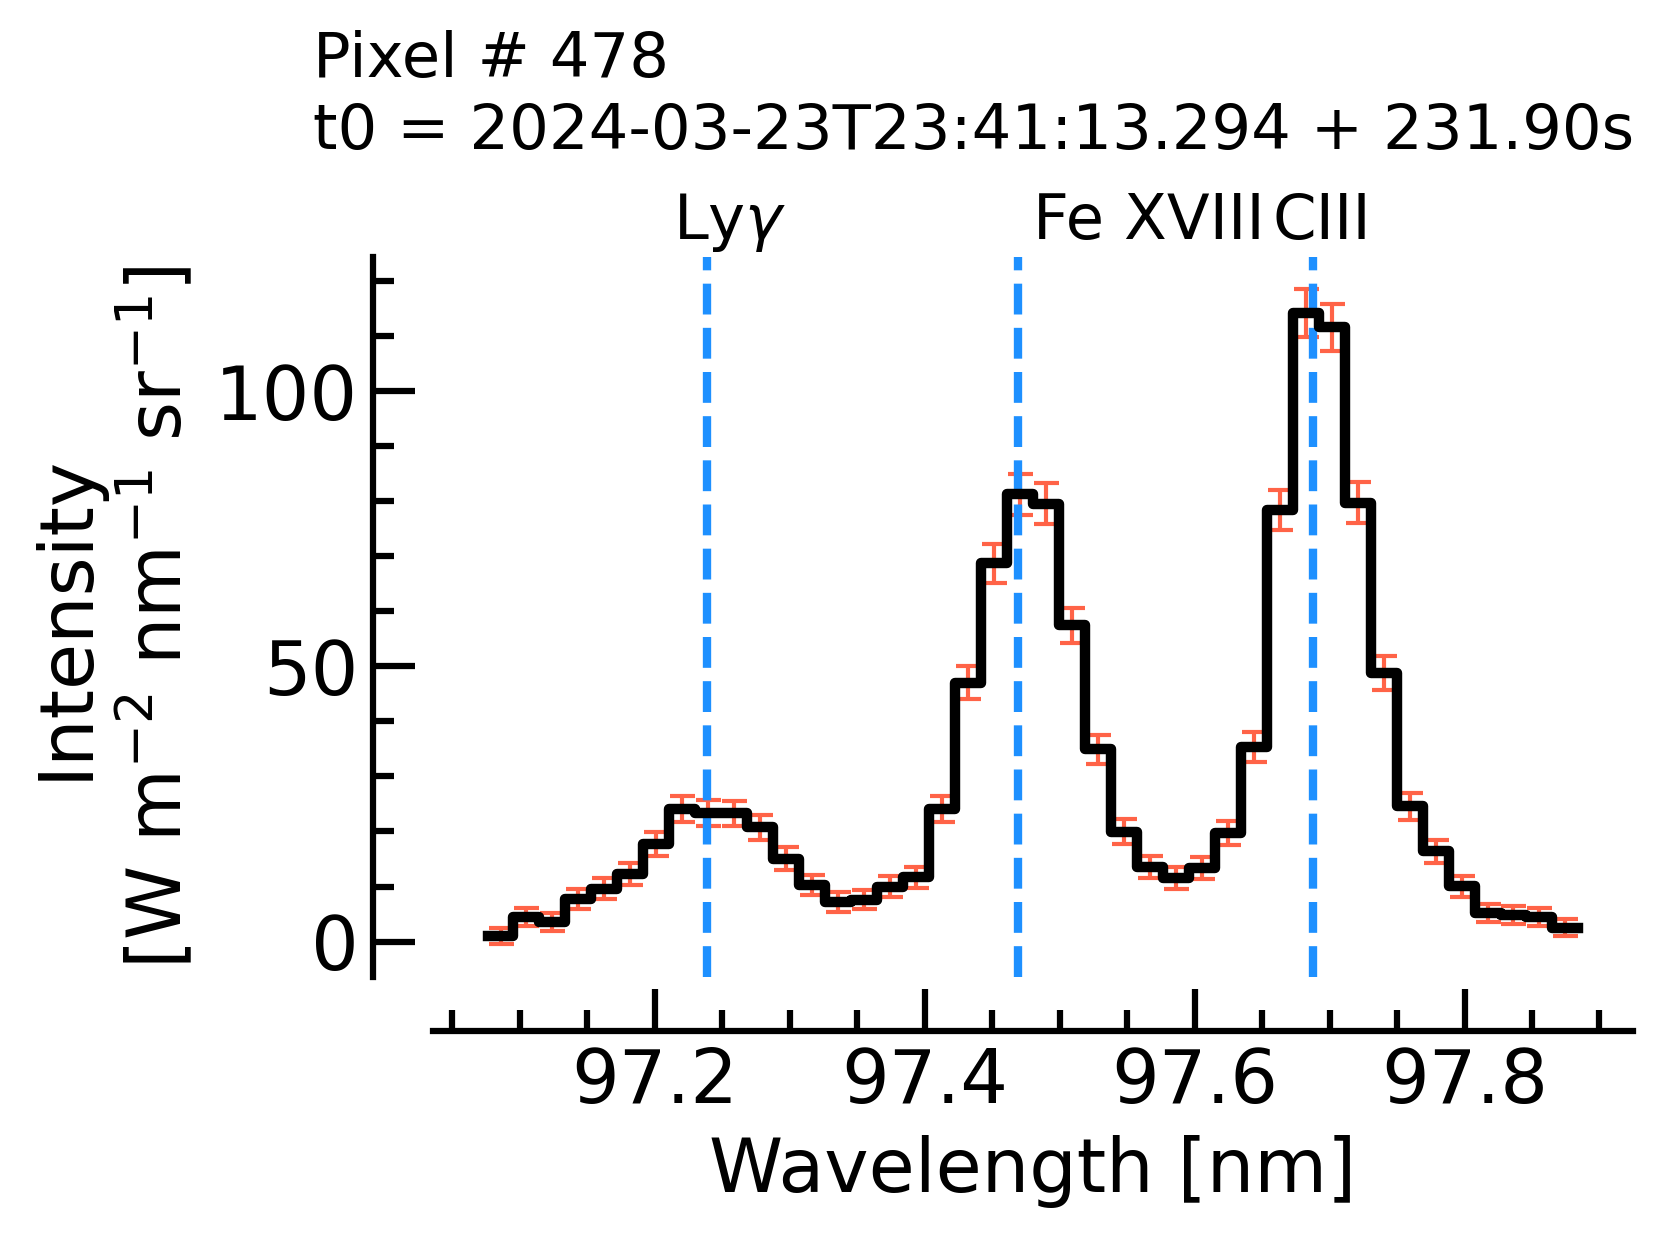 Pixel # 478
t0 = 2024-03-23T23:41:13.294 + 231.90s
Lyγ Fe XVIII CIII
Intensity
[W m⁻² nm⁻¹ sr⁻¹]
100
50
0
97.2 97.4 97.6 97.8
Wavelength [nm]